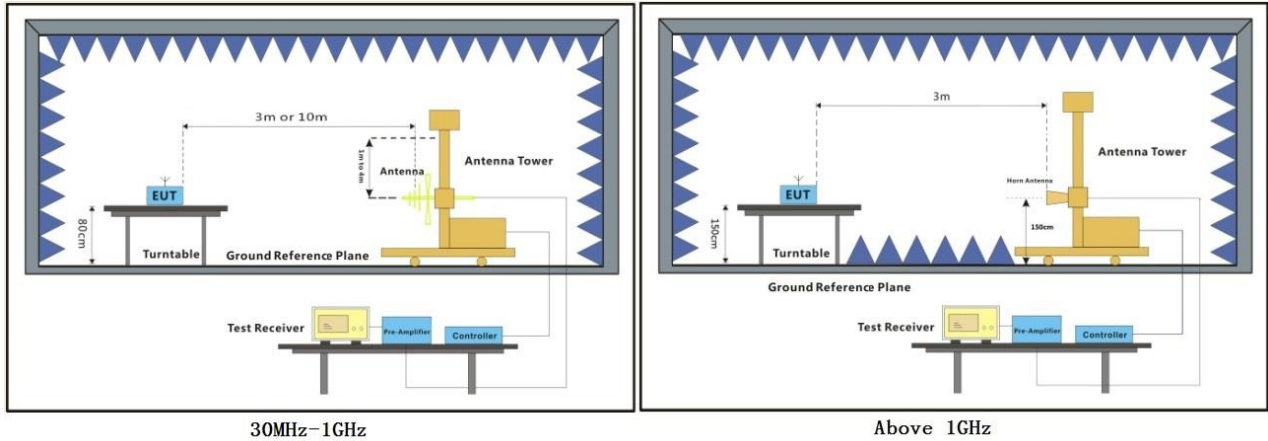 3m or 10m
1m to 4m
Antenna
Antenna Tower
EUT
80cm
Turntable
Ground Reference Plane
Test Receiver
Pre-Amplifier
Controller
30MHz-1GHz
3m
Antenna Tower
Horn Antenna
EUT
150cm
150cm
Turntable
Ground Reference Plane
Test Receiver
Pre-Amplifier
Controller
Above 1GHz